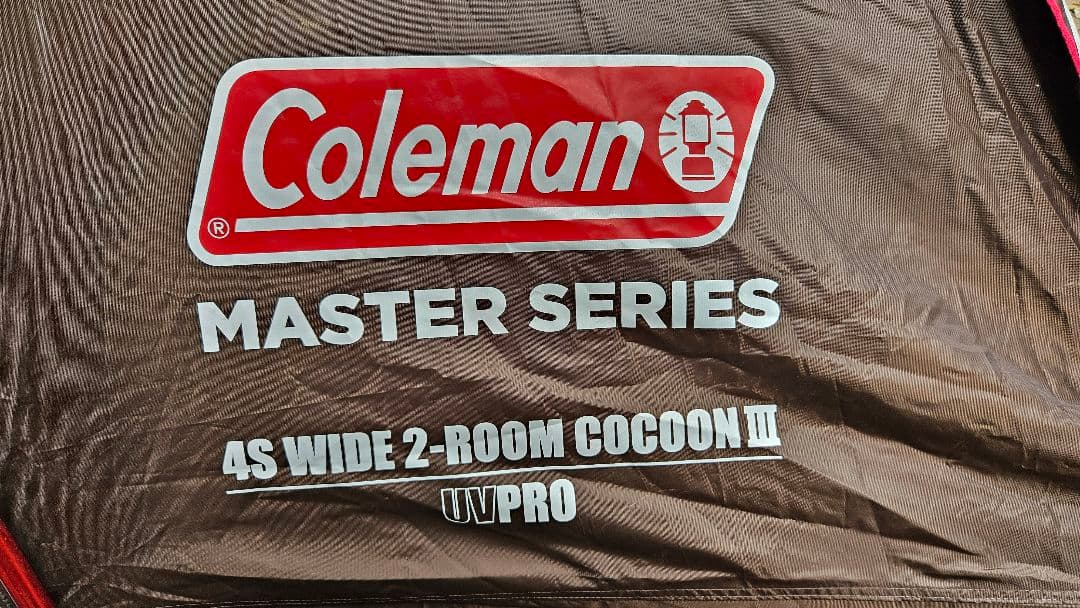 Coleman
®
MASTER SERIES
4S WIDE 2-ROOM COCOON III
UVPRO